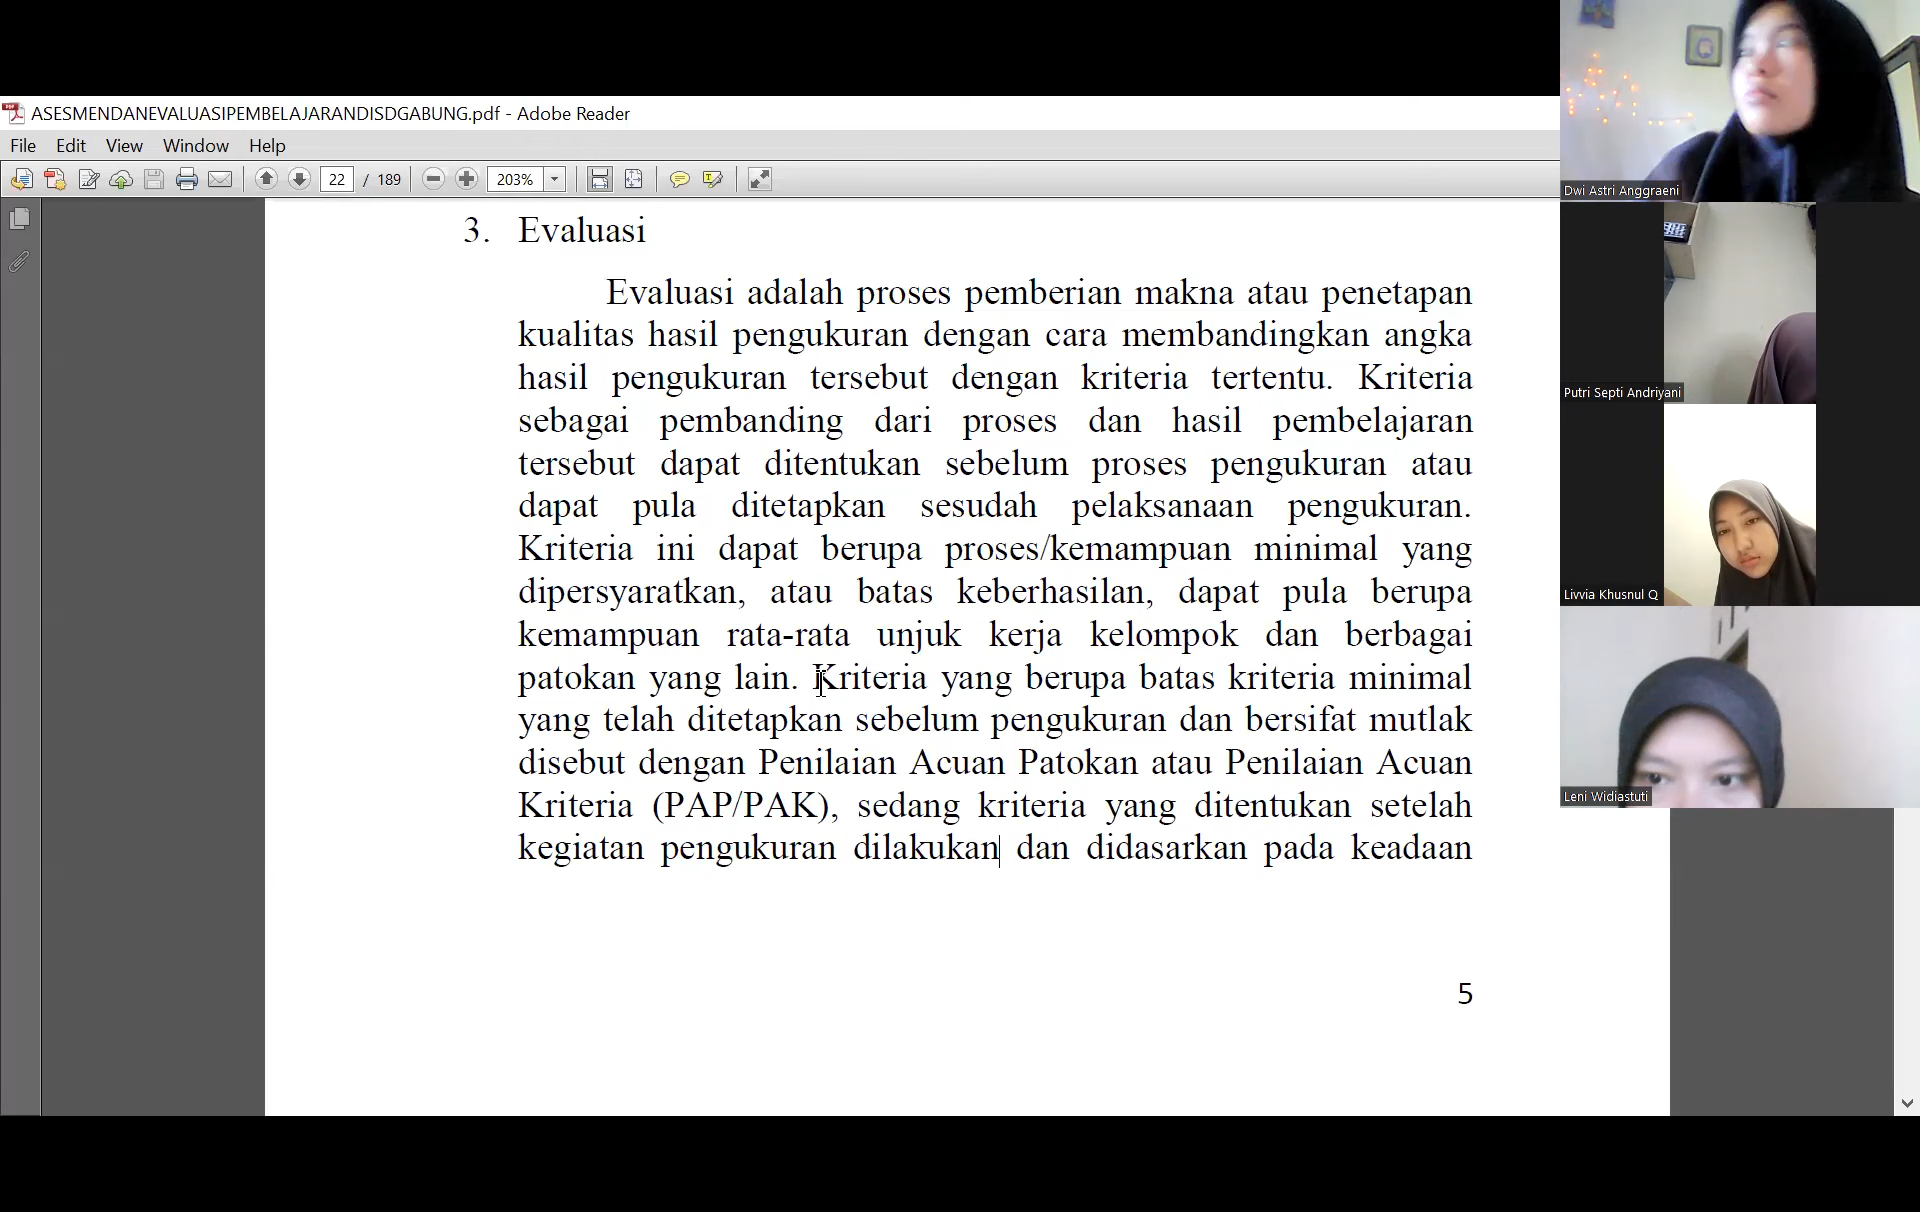 ASESMENDANEVALUASIPEMBELAJARANDISDGABUNG.pdf - Adobe Reader
File Edit View Window Help
22 / 189 203%
3. Evaluasi
Evaluasi adalah proses pemberian makna atau penetapan
kualitas hasil pengukuran dengan cara membandingkan angka
hasil pengukuran tersebut dengan kriteria tertentu. Kriteria
sebagai pembanding dari proses dan hasil pembelajaran
tersebut dapat ditentukan sebelum proses pengukuran atau
dapat pula ditetapkan sesudah pelaksanaan pengukuran.
Kriteria ini dapat berupa proses/kemampuan minimal yang
dipersyaratkan, atau batas keberhasilan, dapat pula berupa
kemampuan rata-rata unjuk kerja kelompok dan berbagai
patokan yang lain. Kriteria yang berupa batas kriteria minimal
yang telah ditetapkan sebelum pengukuran dan bersifat mutlak
disebut dengan Penilaian Acuan Patokan atau Penilaian Acuan
Kriteria (PAP/PAK), sedang kriteria yang ditentukan setelah
kegiatan pengukuran dilakukan dan didasarkan pada keadaan
5
Dwi Astri Anggraeni
Putri Septi Andriyani
Livvia Khusnul Q
Leni Widiastuti